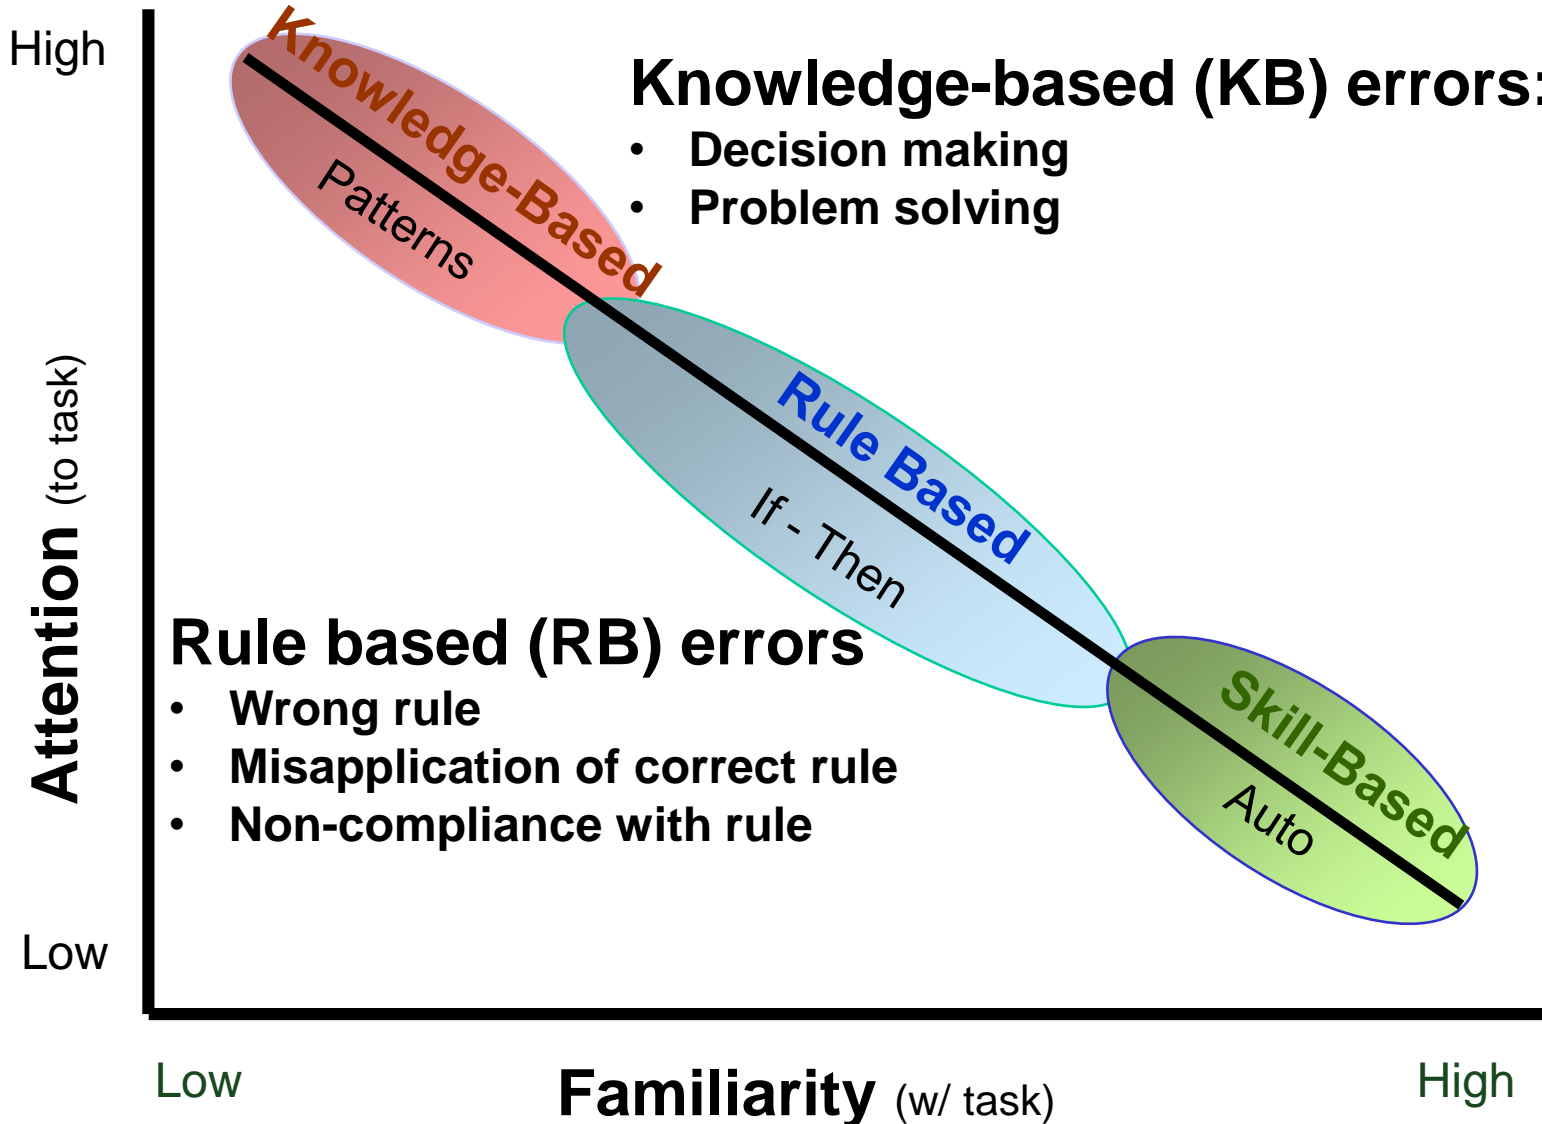 High
Knowledge-Based
Patterns
Knowledge-based (KB) errors:
• Decision making
• Problem solving
Attention (to task)
Rule Based
If - Then
Rule based (RB) errors
• Wrong rule
• Misapplication of correct rule
• Non-compliance with rule
Skill-Based
Auto
Low
Low
Familiarity (w/ task)
High